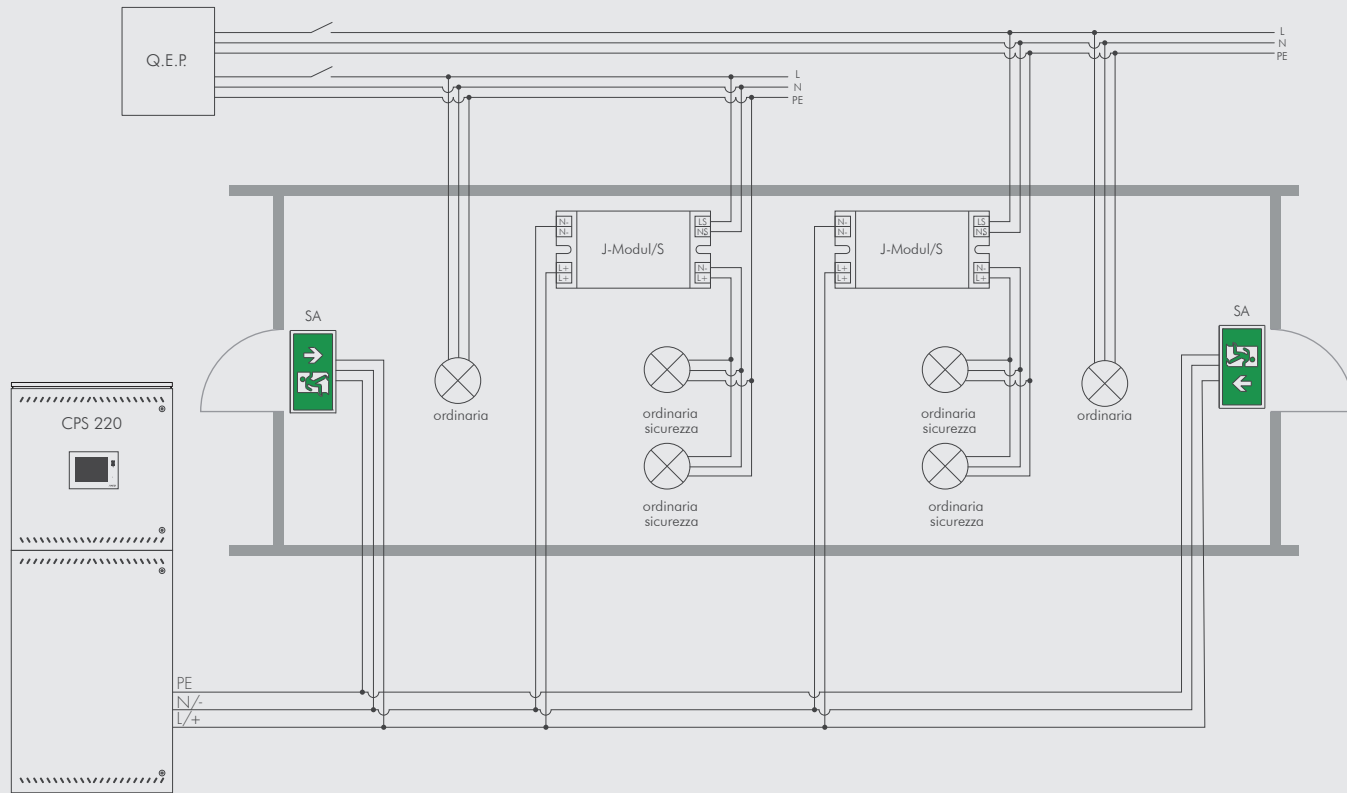 Q.E.P.
L
N
PE
L
N
PE
N-
N-
L+
L+
J-Modul/S
LS
NS
N-
L+
N-
N-
L+
L+
J-Modul/S
LS
NS
N-
L+
SA
SA
ordinaria
ordinaria
sicurezza
ordinaria
sicurezza
ordinaria
sicurezza
ordinaria
sicurezza
ordinaria
CPS 220
PE
N/-
L/+